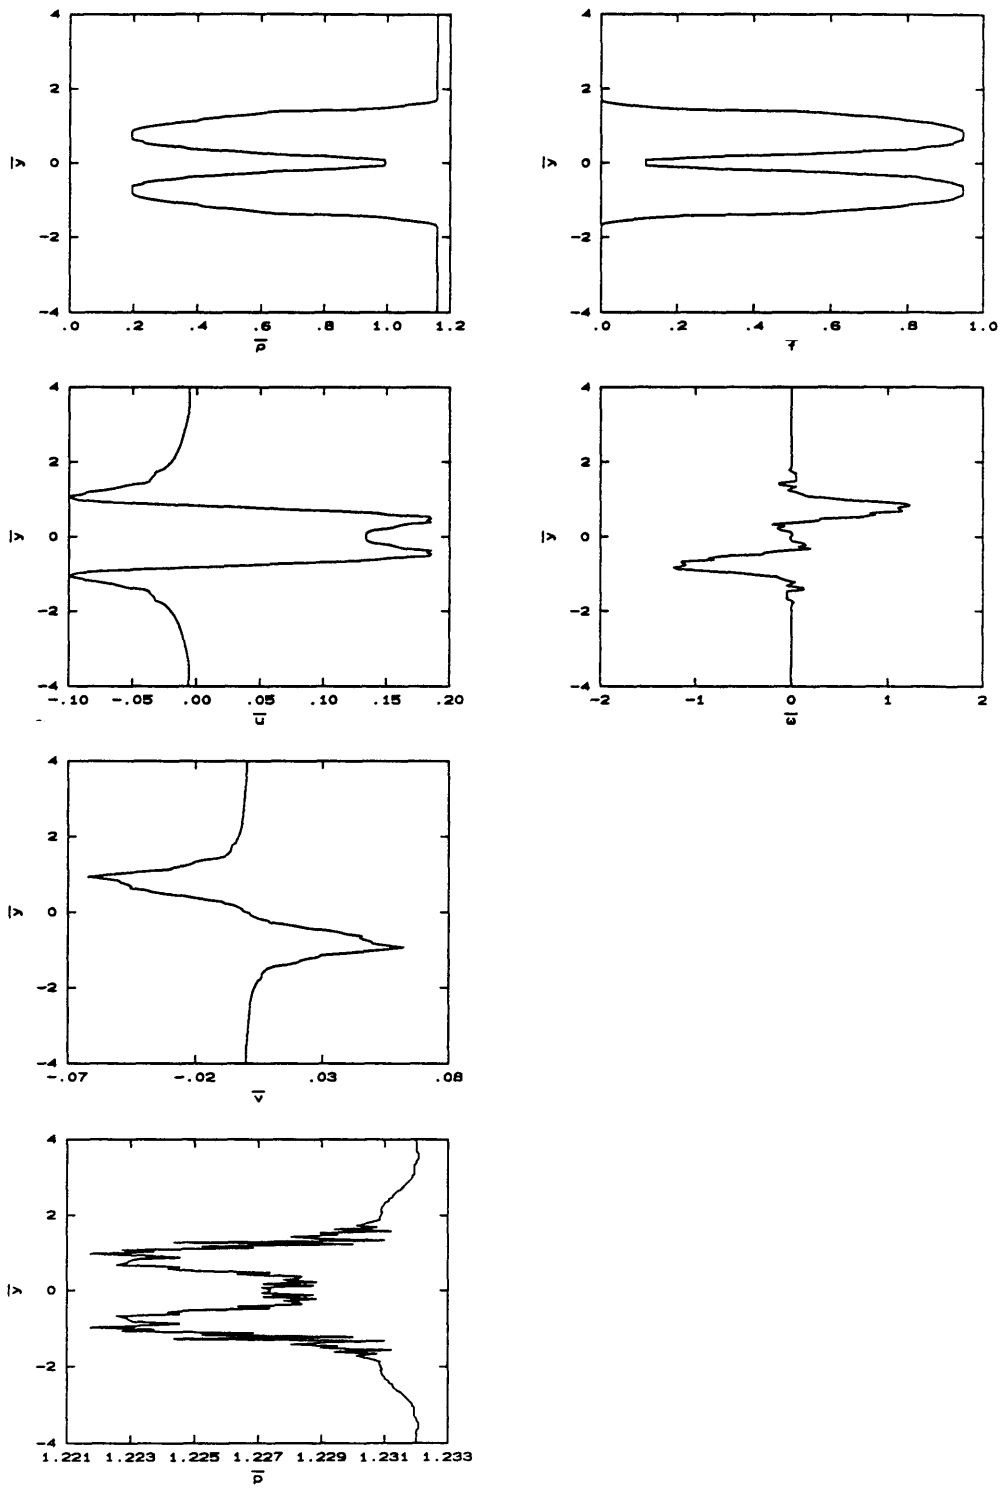 4
4
2
2
ȳ 0
ȳ 0
-2
-2
-4
-4
.0 .2 .4 .6 .8 1.0 1.2
.0 .2 .4 .6 .8 1.0
ρ̄
f̄
4
4
2
2
ȳ 0
ȳ 0
-2
-2
-4
-4
-.10 -.05 .00 .05 .10 .15 .20
-2 -1 0 1 2
ū
ω̄
4
2
ȳ 0
-2
-4
-.07 -.02 .03 .08
v̄
4
2
ȳ 0
-2
-4
1.221 1.223 1.225 1.227 1.229 1.231 1.233
p̄